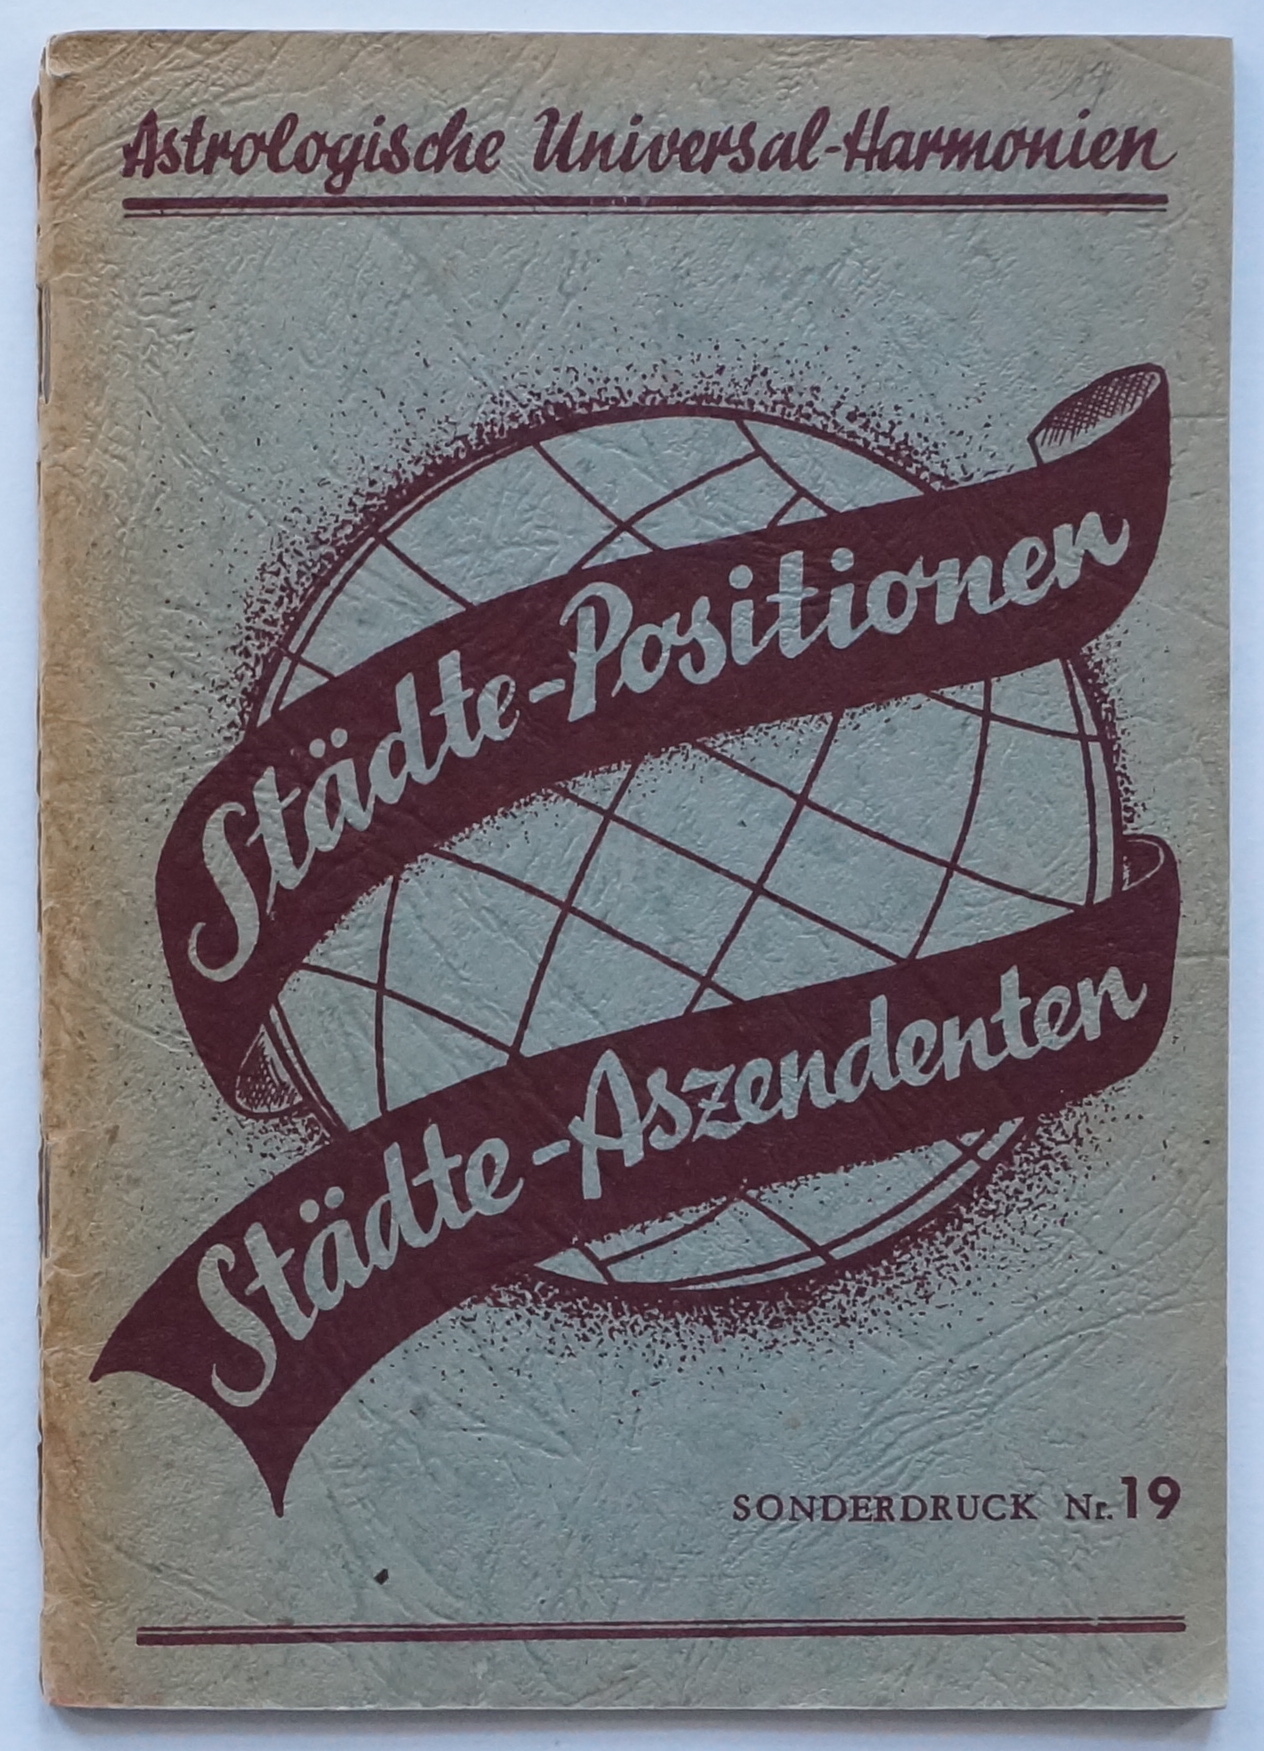 Astrologische Universal-Harmonien
Städte-Positionen
Städte-Aszendenten
SONDERDRUCK Nr. 19